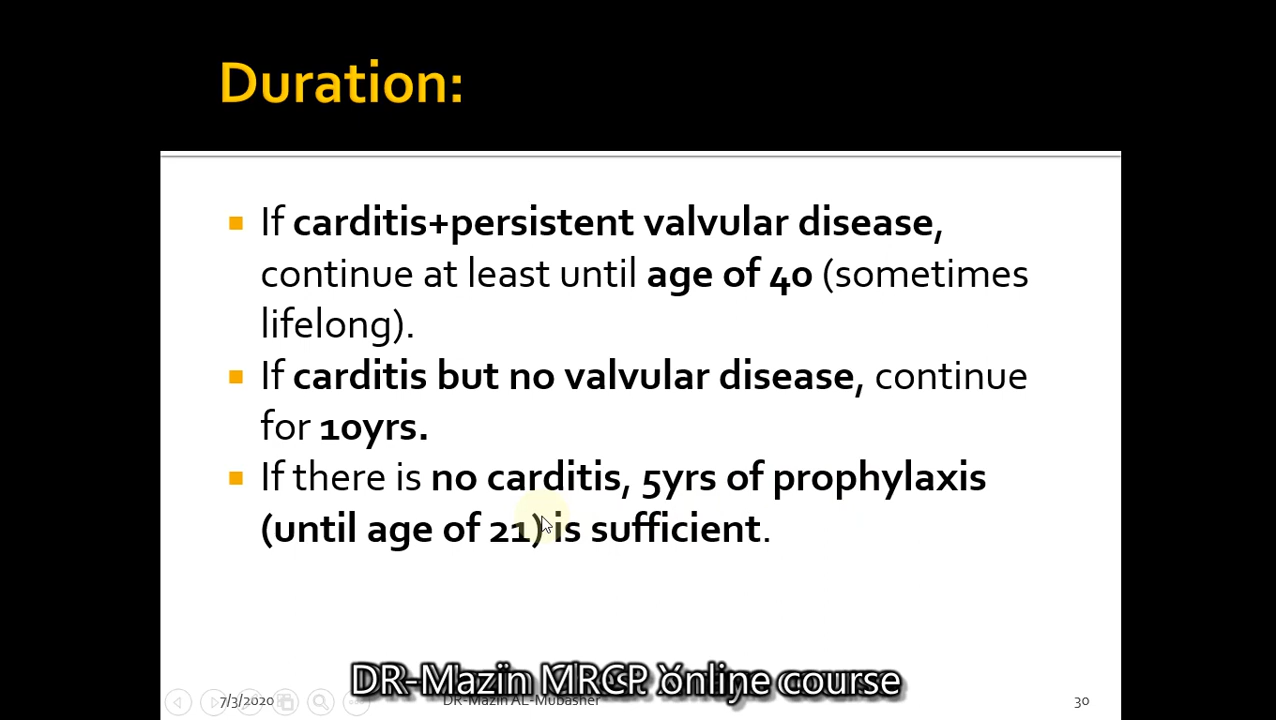 Duration:
If carditis+persistent valvular disease,
continue at least until age of 40 (sometimes
lifelong).
If carditis but no valvular disease, continue
for 10yrs.
If there is no carditis, 5yrs of prophylaxis
(until age of 21) is sufficient.
DR-Mazin MRCP online course
7/3/2020
DR-Mazin AL-Mubasher
30